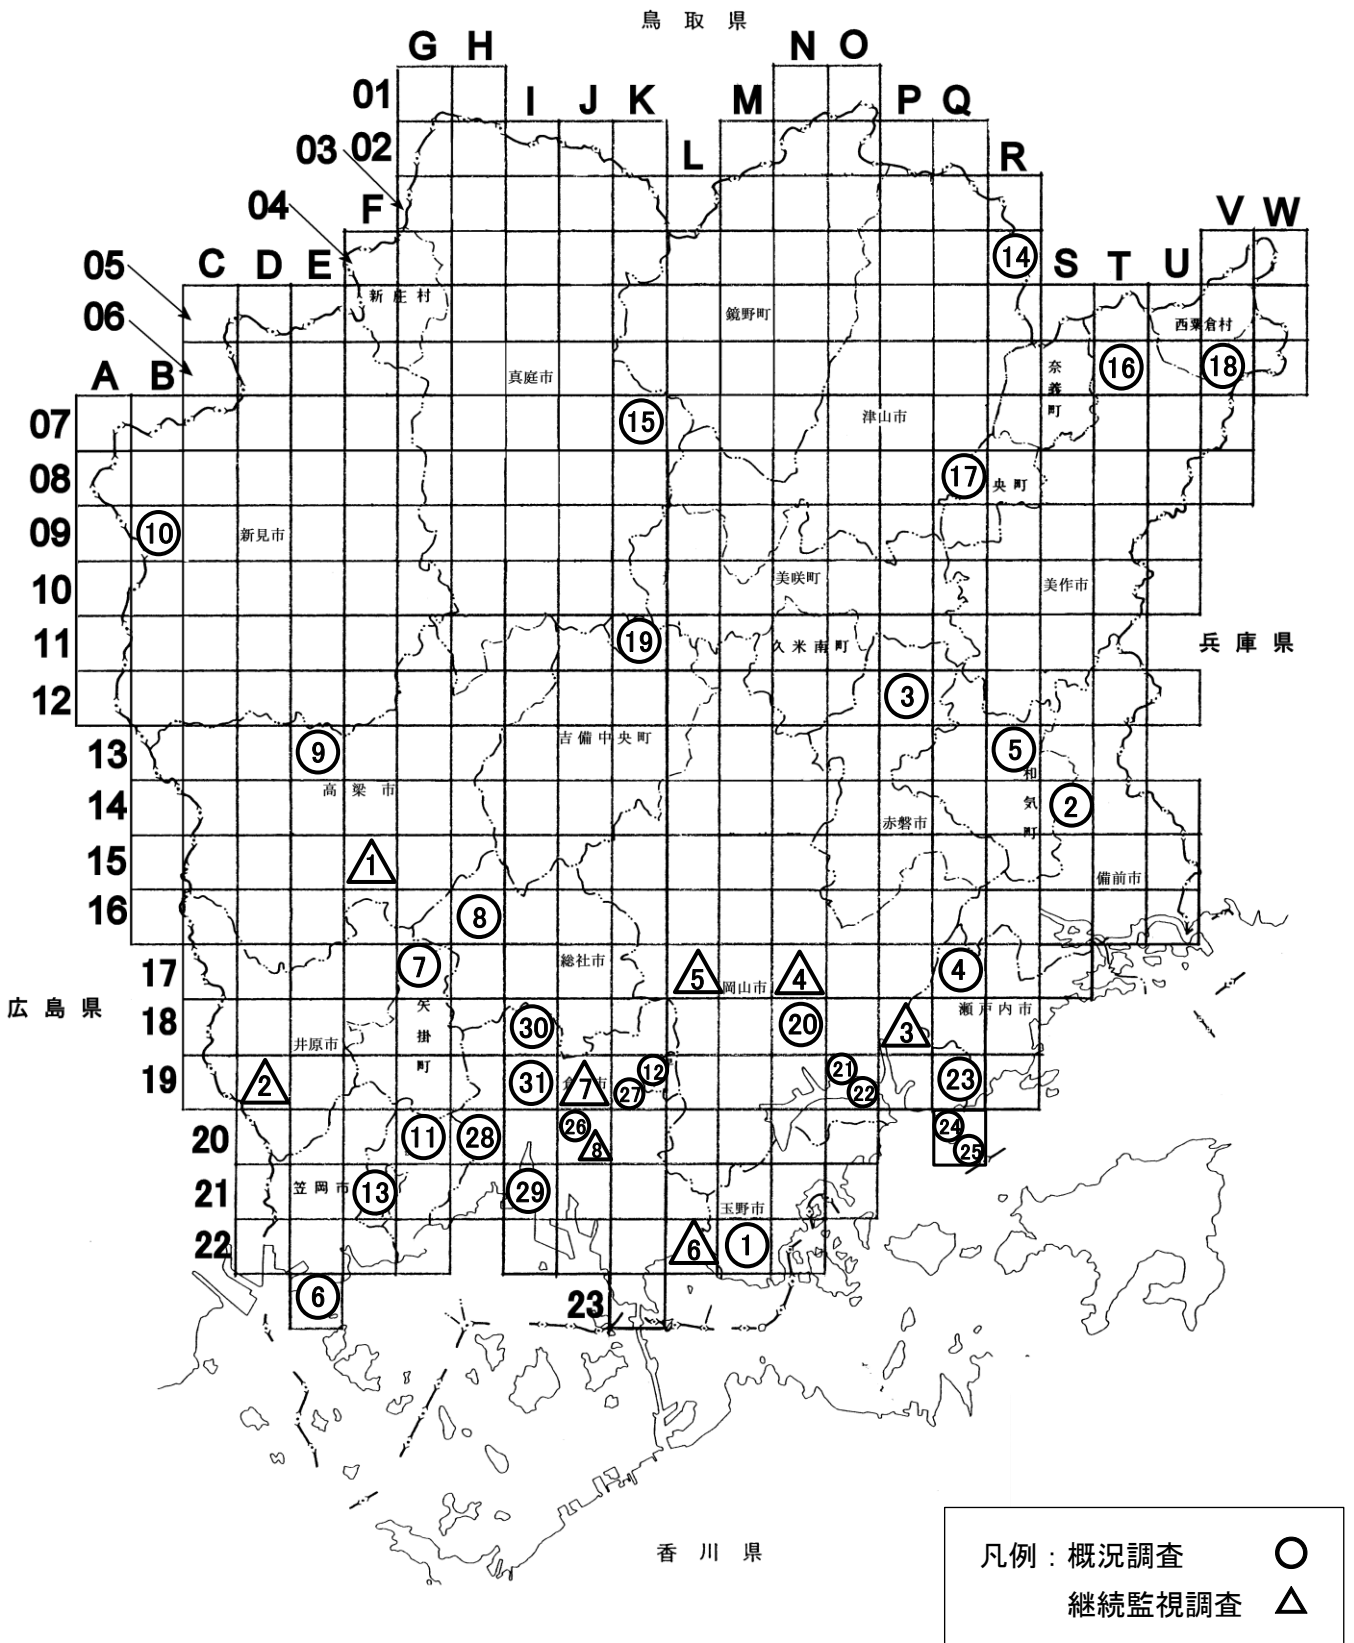 鳥 取 県
G H N O
01 I J K M P Q
03 02 L R
04 F V W
05 C D E 14 S T U
新 庄 村
06 鏡野町 西粟倉村
A B 真庭市 奈 16 18
義
07 15 津山市 町
08 17 央 町
09 10 新見市
10 美咲町 美作市
11 19 久 米 南 町 兵 庫 県
12 3
13 9 吉 備 中 央 町 5
和
14 高 梁 市 気 2
赤磐市 町
15 1 備前市
16 8
17 7 総社市 5 岡山市 4 4
広 島 県 矢 瀬 戸 内 市
18 井原市 掛 30 20 3
町
19 2 31 7 27 12 21 22 23
20 11 28 26 8 24 25
21 笠 岡 市 13 29 玉野市
22 6 1
6 23
香 川 県
凡例：概況調査 ○
継続監視調査 △